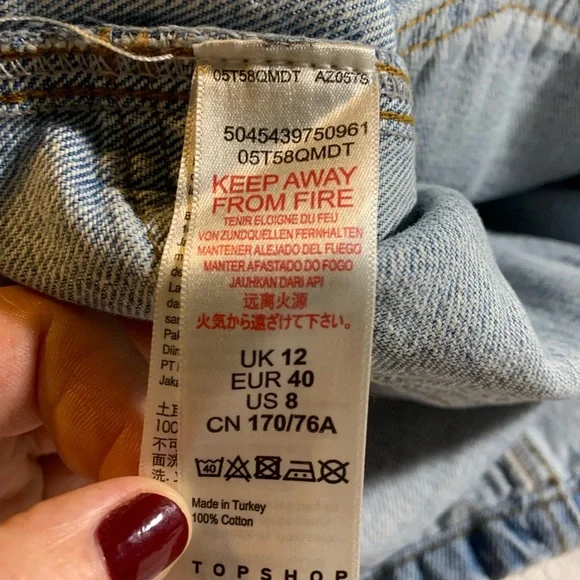 05T58QMDT AZ057S
5045439750961
05T58QMDT
KEEP AWAY
FROM FIRE
TENIR ELOIGNE DU FEU
VON ZUNDQUELLEN FERNHALTEN
MANTENER ALEJADO DEL FUEGO
MANTER AFASTADO DO FOGO
JAUHKAN DARI API
远离火源
火気から遠ざけて下さい。
UK 12
EUR 40
US 8
CN 170/76A
40
Made in Turkey
100% Cotton
TOPSHOP